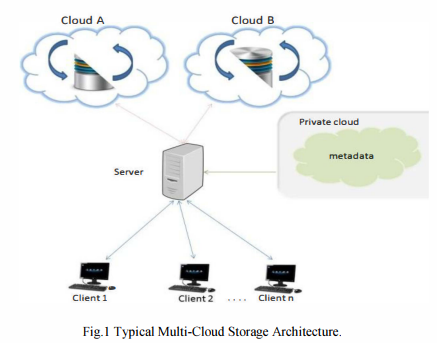 Cloud A
Cloud B
Private cloud
metadata
Server
Client 1
Client 2
....
Client n
Fig.1 Typical Multi-Cloud Storage Architecture.